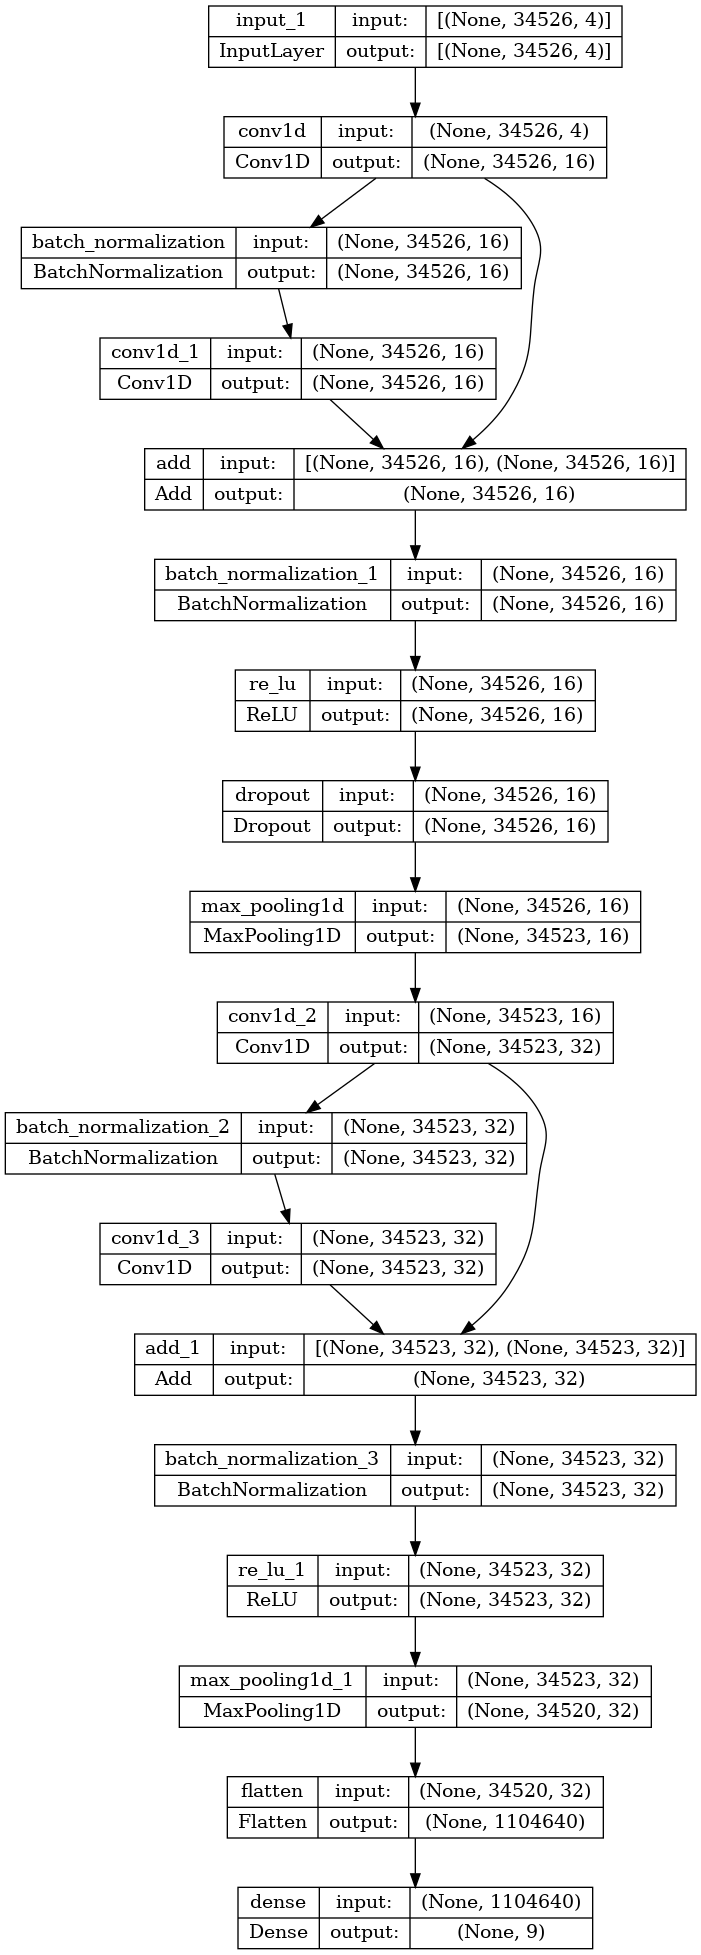 input_1 input: [(None, 34526, 4)]
InputLayer output: [(None, 34526, 4)]
conv1d input: (None, 34526, 4)
Conv1D output: (None, 34526, 16)
batch_normalization input: (None, 34526, 16)
BatchNormalization output: (None, 34526, 16)
conv1d_1 input: (None, 34526, 16)
Conv1D output: (None, 34526, 16)
add input: [(None, 34526, 16), (None, 34526, 16)]
Add output: (None, 34526, 16)
batch_normalization_1 input: (None, 34526, 16)
BatchNormalization output: (None, 34526, 16)
re_lu input: (None, 34526, 16)
ReLU output: (None, 34526, 16)
dropout input: (None, 34526, 16)
Dropout output: (None, 34526, 16)
max_pooling1d input: (None, 34526, 16)
MaxPooling1D output: (None, 34523, 16)
conv1d_2 input: (None, 34523, 16)
Conv1D output: (None, 34523, 32)
batch_normalization_2 input: (None, 34523, 32)
BatchNormalization output: (None, 34523, 32)
conv1d_3 input: (None, 34523, 32)
Conv1D output: (None, 34523, 32)
add_1 input: [(None, 34523, 32), (None, 34523, 32)]
Add output: (None, 34523, 32)
batch_normalization_3 input: (None, 34523, 32)
BatchNormalization output: (None, 34523, 32)
re_lu_1 input: (None, 34523, 32)
ReLU output: (None, 34523, 32)
max_pooling1d_1 input: (None, 34523, 32)
MaxPooling1D output: (None, 34520, 32)
flatten input: (None, 34520, 32)
Flatten output: (None, 1104640)
dense input: (None, 1104640)
Dense output: (None, 9)